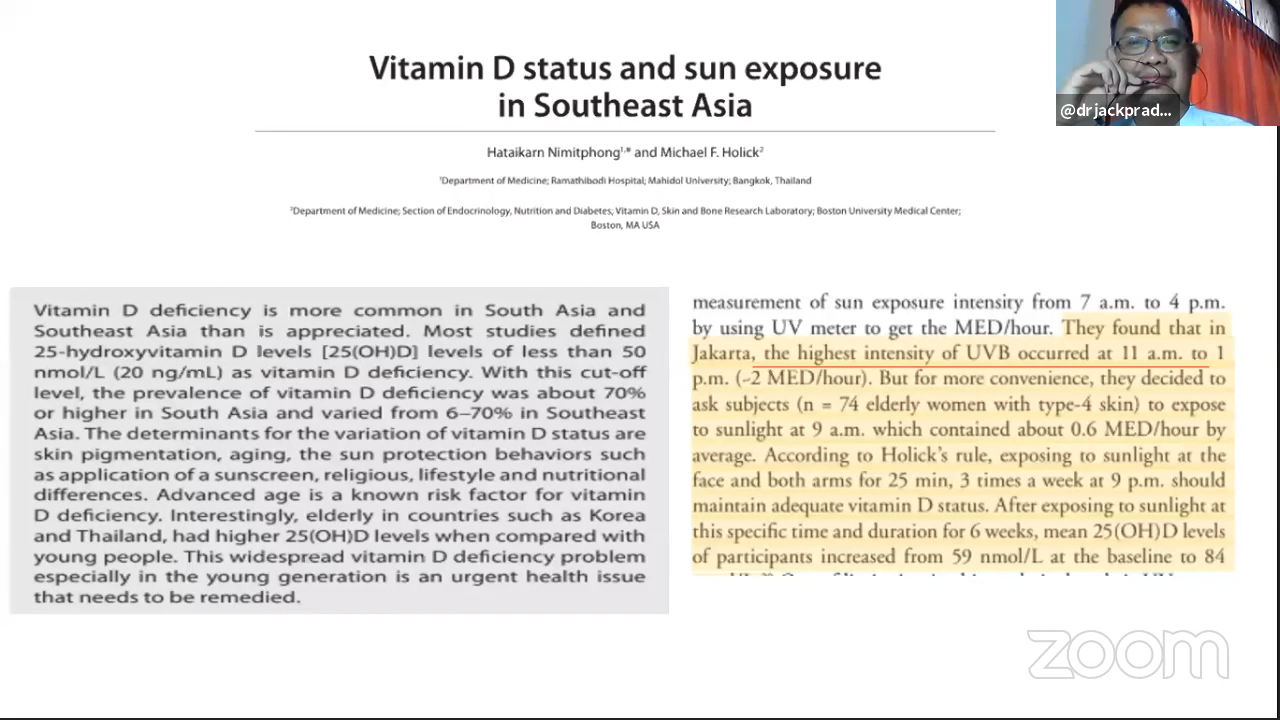 Vitamin D status and sun exposure
in Southeast Asia
@drjackprad...
Hataikarn Nimitphong¹,* and Michael F. Holick²
¹Department of Medicine; Ramathibodi Hospital; Mahidol University; Bangkok, Thailand
²Department of Medicine; Section of Endocrinology, Nutrition and Diabetes; Vitamin D, Skin and Bone Research Laboratory; Boston University Medical Center;
Boston, MA USA
Vitamin D deficiency is more common in South Asia and
Southeast Asia than is appreciated. Most studies defined
25-hydroxyvitamin D levels [25(OH)D] levels of less than 50
nmol/L (20 ng/mL) as vitamin D deficiency. With this cut-off
level, the prevalence of vitamin D deficiency was about 70%
or higher in South Asia and varied from 6–70% in Southeast
Asia. The determinants for the variation of vitamin D status are
skin pigmentation, aging, the sun protection behaviors such
as application of a sunscreen, religious, lifestyle and nutritional
differences. Advanced age is a known risk factor for vitamin
D deficiency. Interestingly, elderly in countries such as Korea
and Thailand, had higher 25(OH)D levels when compared with
young people. This widespread vitamin D deficiency problem
especially in the young generation is an urgent health issue
that needs to be remedied.
measurement of sun exposure intensity from 7 a.m. to 4 p.m.
by using UV meter to get the MED/hour. They found that in
Jakarta, the highest intensity of UVB occurred at 11 a.m. to 1
p.m. (~2 MED/hour). But for more convenience, they decided to
ask subjects (n = 74 elderly women with type-4 skin) to expose
to sunlight at 9 a.m. which contained about 0.6 MED/hour by
average. According to Holick's rule, exposing to sunlight at the
face and both arms for 25 min, 3 times a week at 9 p.m. should
maintain adequate vitamin D status. After exposing to sunlight at
this specific time and duration for 6 weeks, mean 25(OH)D levels
of participants increased from 59 nmol/L at the baseline to 84
zoom